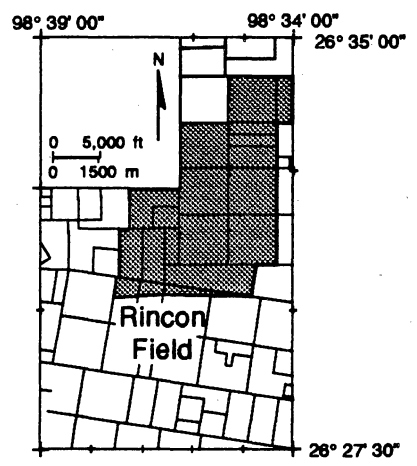 98 39' 00" 98 34' 00"
26 35' 00"
N
0 5,000 ft
0 1500 m
Rincon
Field
26 27' 30"